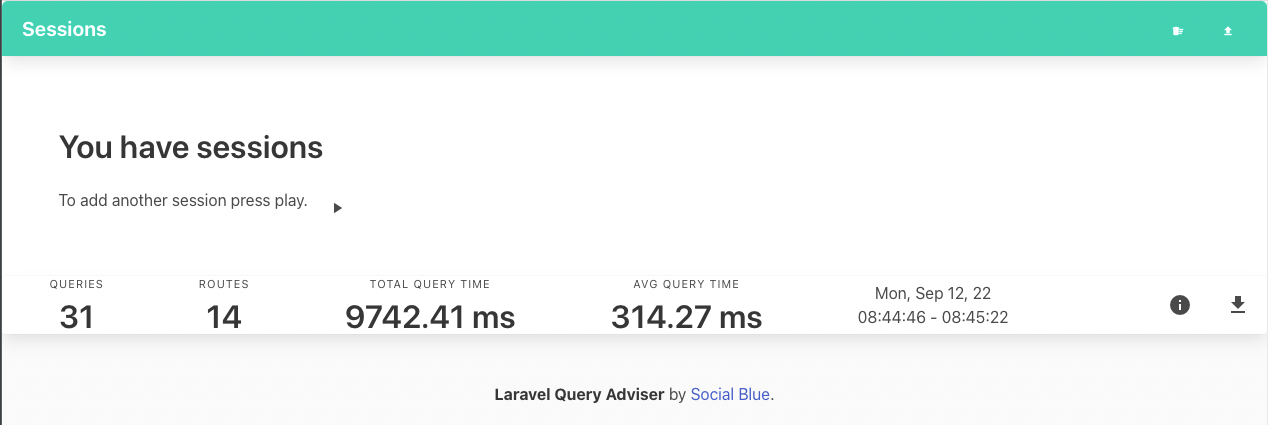 Sessions
You have sessions
To add another session press play.
QUERIES
31
ROUTES
14
TOTAL QUERY TIME
9742.41 ms
AVG QUERY TIME
314.27 ms
Mon, Sep 12, 22
08:44:46 - 08:45:22
Laravel Query Adviser by Social Blue.